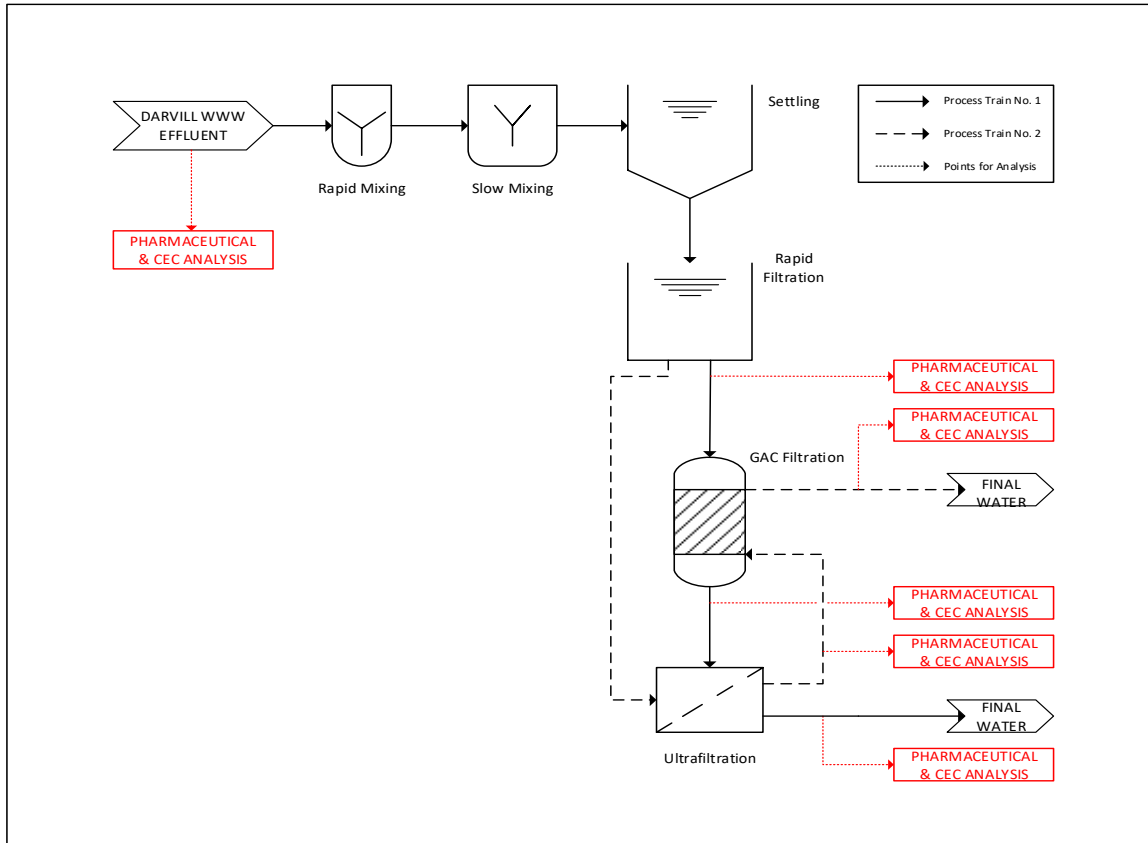 DARVILL WWW
EFFLUENT
Rapid Mixing
Slow Mixing
Settling
Process Train No. 1
Process Train No. 2
Points for Analysis
PHARMACEUTICAL
& CEC ANALYSIS
Rapid
Filtration
PHARMACEUTICAL
& CEC ANALYSIS
PHARMACEUTICAL
& CEC ANALYSIS
GAC Filtration
FINAL
WATER
PHARMACEUTICAL
& CEC ANALYSIS
PHARMACEUTICAL
& CEC ANALYSIS
FINAL
WATER
Ultrafiltration
PHARMACEUTICAL
& CEC ANALYSIS